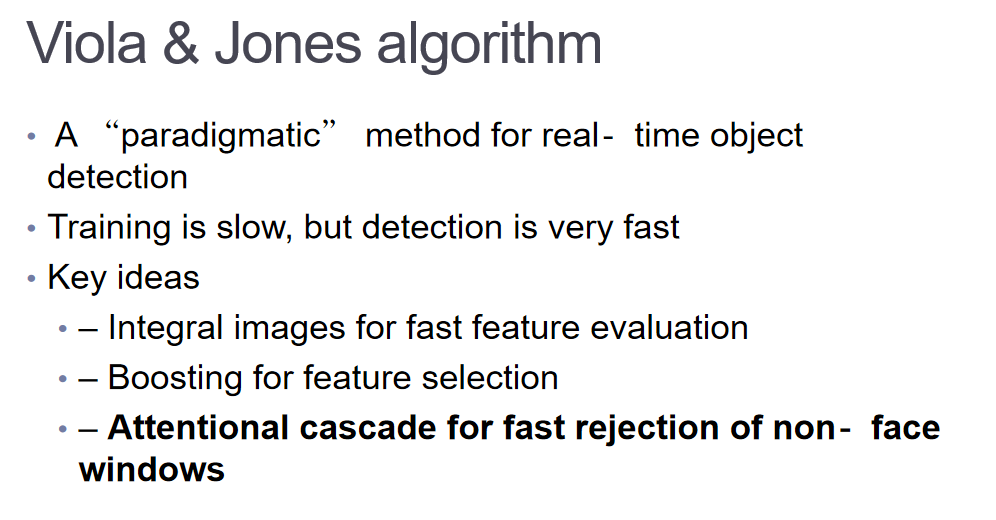 Viola & Jones algorithm
• A “paradigmatic” method for real- time object
detection
• Training is slow, but detection is very fast
• Key ideas
• – Integral images for fast feature evaluation
• – Boosting for feature selection
• – Attentional cascade for fast rejection of non- face
windows